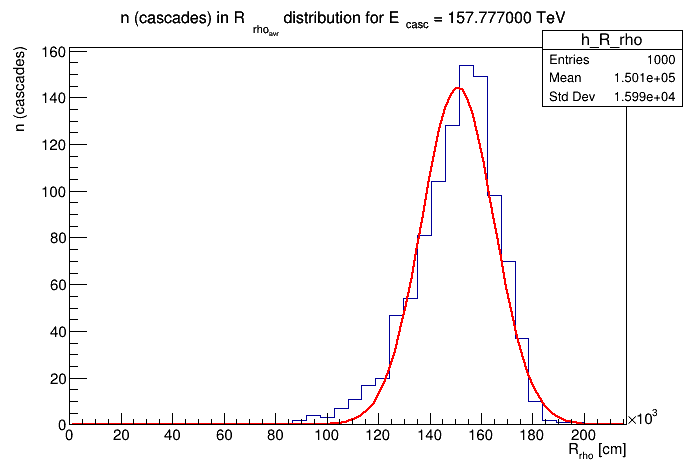 n (cascades) in R rho_avr distribution for E casc = 157.777000 TeV
h_R_rho
Entries 1000
Mean 1.501e+05
Std Dev 1.599e+04
n (cascades)
160
140
120
100
80
60
40
20
0
0 20 40 60 80 100 120 140 160 180 200
×10³
R_rho [cm]